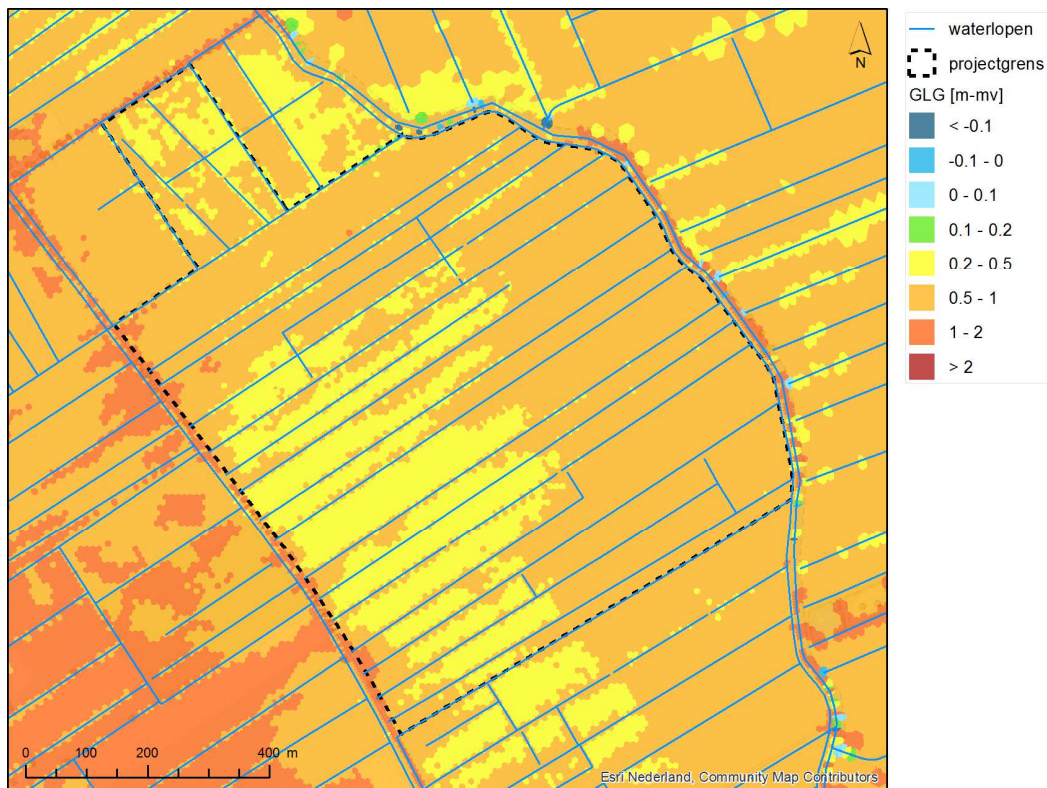 N
waterlopen
projectgrens
GLG [m-mv]
< -0.1
-0.1 - 0
0 - 0.1
0.1 - 0.2
0.2 - 0.5
0.5 - 1
1 - 2
> 2
0 100 200 400 m
Esri Nederland, Community Map Contributors